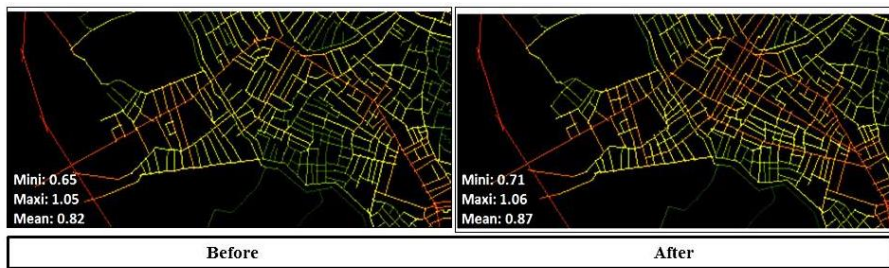 Mini: 0.65
Maxi: 1.05
Mean: 0.82
Mini: 0.71
Maxi: 1.06
Mean: 0.87
Before
After